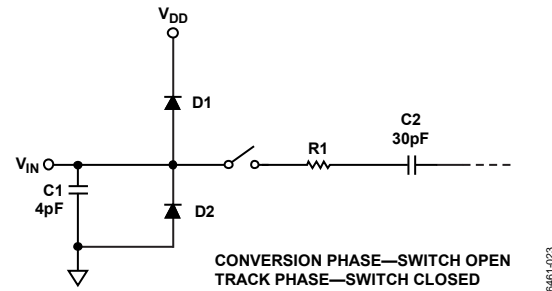 VDD
D1
C2
30pF
R1
VIN
C1
4pF
D2
CONVERSION PHASE—SWITCH OPEN
TRACK PHASE—SWITCH CLOSED